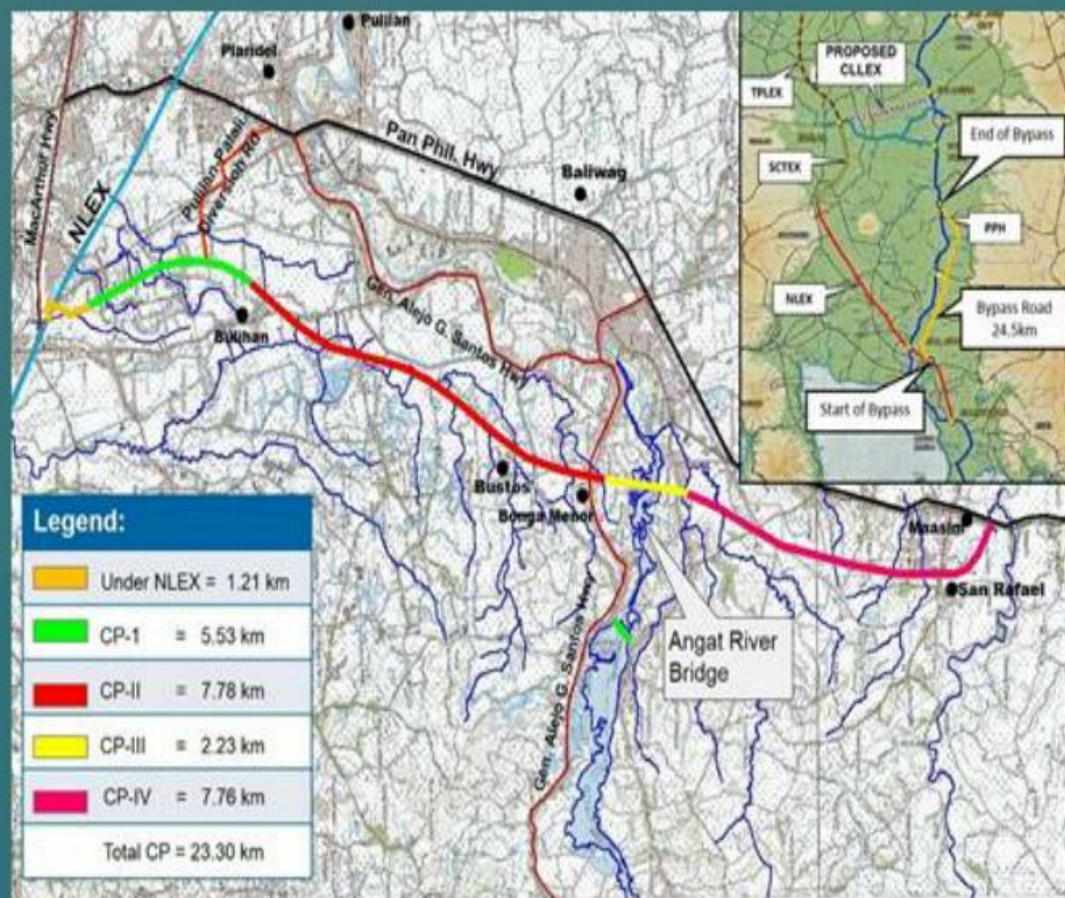 Pulilan
Plaridel
MacArthur Hwy
NLEX
Pulilan-Palali
Diversion Rd
Pan Phil. Hwy
Baliwag
Gen. Alejo G. Santos Hwy
Bulihan
Bustos
Bonga Menor
Maasim
San Rafael
Gen. Alejo G. Santos Hwy
Angat River
Bridge
PROPOSED
CLLEX
TPLEX
End of Bypass
SCTEX
PPH
NLEX
Bypass Road
24.5km
Start of Bypass
Legend:
Under NLEX = 1.21 km
CP-1 = 5.53 km
CP-II = 7.78 km
CP-III = 2.23 km
CP-IV = 7.76 km
Total CP = 23.30 km